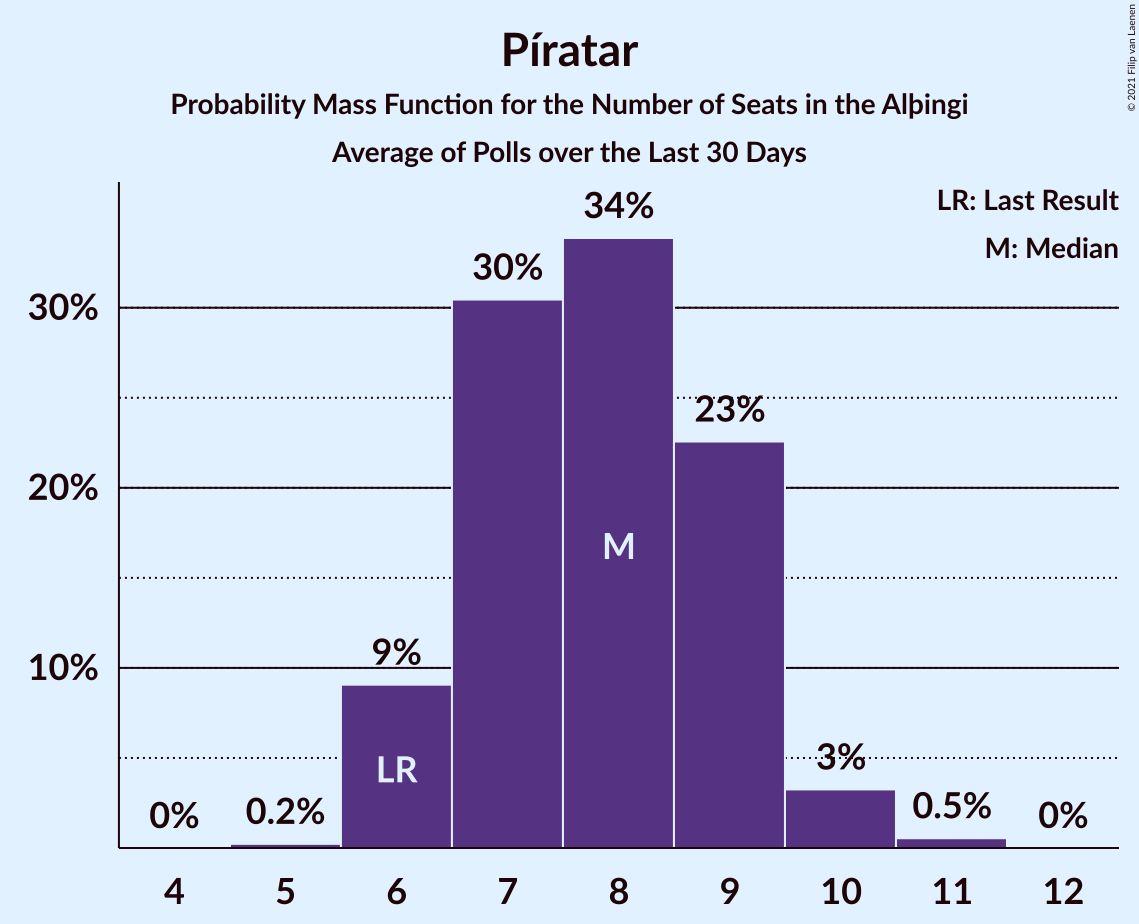 Píratar
Probability Mass Function for the Number of Seats in the Alþingi
Average of Polls over the Last 30 Days
© 2021 Filip van Laenen
LR: Last Result
M: Median
34%
30%
30%
23%
20%
M
9%
10%
LR
3%
0%
0.2%
0.5%
0%
4 5 6 7 8 9 10 11 12